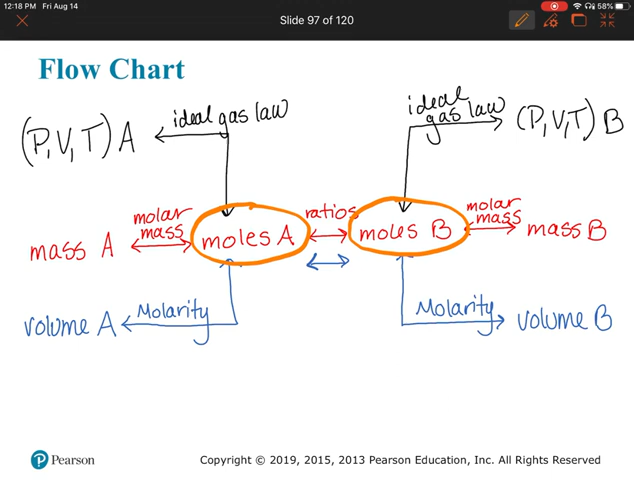 12:18 PM Fri Aug 14
58%
Slide 97 of 120
Flow Chart
(P,V,T) A
ideal gas law
ideal
gas law
(P,V,T) B
mass A
molar
mass
moles A
ratios
moles B
molar
mass
mass B
volume A
Molarity
Molarity
volume B
Pearson
Copyright © 2019, 2015, 2013 Pearson Education, Inc. All Rights Reserved